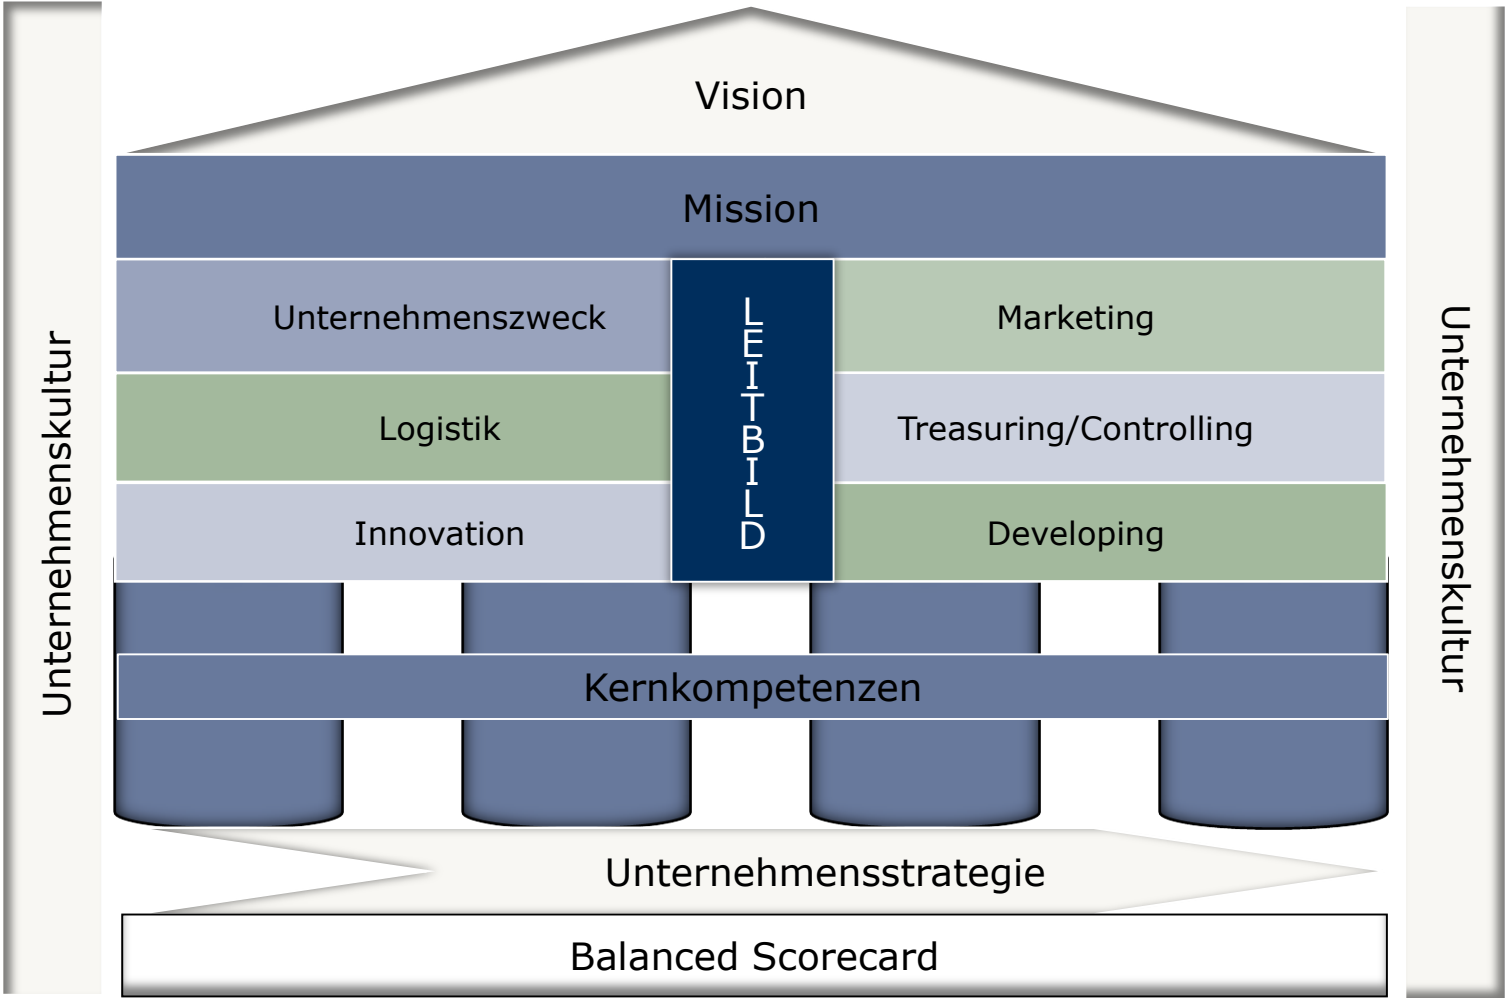 Vision
Mission
Unternehmenskultur
Unternehmenszweck
LEITBILD
Marketing
Unternehmenskultur
Logistik
Treasuring/Controlling
Innovation
Developing
Kernkompetenzen
Unternehmensstrategie
Balanced Scorecard